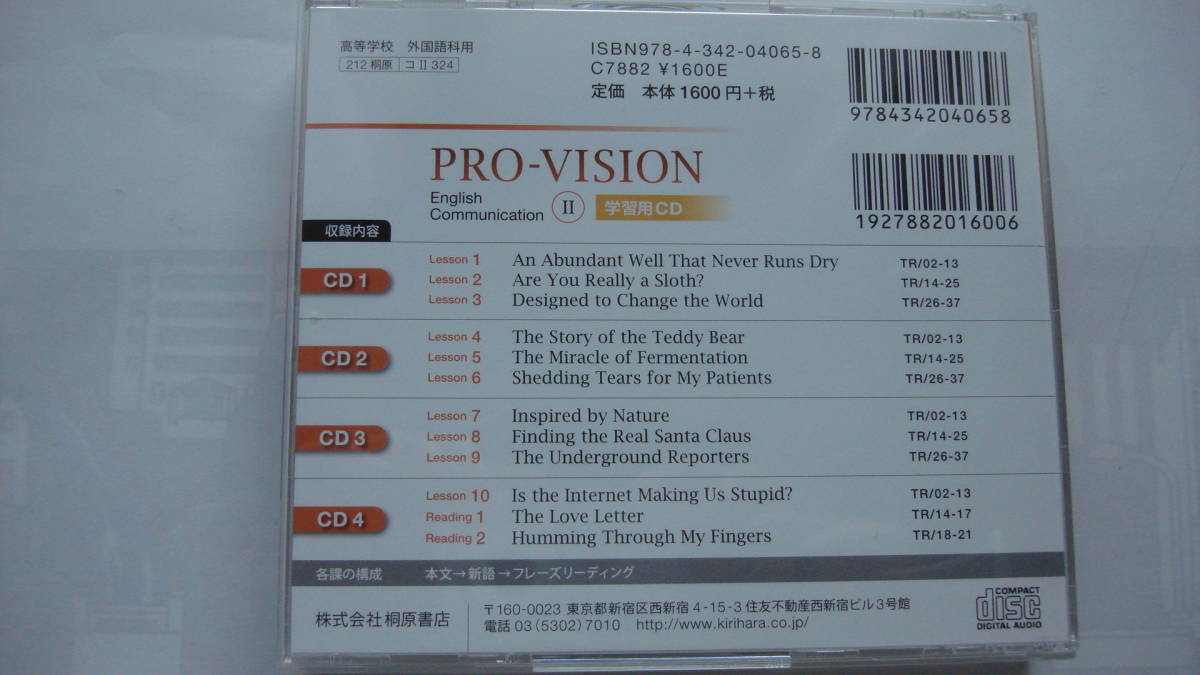 高等学校 外国語科用
212 桐原 コⅡ 324
ISBN978-4-342-04065-8
C7882 ¥1600E
定価 本体1600円+税
9784342040658
1927882016006
PRO-VISION
English
Communication Ⅱ 学習用CD
収録内容
CD 1
Lesson 1 An Abundant Well That Never Runs Dry TR/02-13
Lesson 2 Are You Really a Sloth? TR/14-25
Lesson 3 Designed to Change the World TR/26-37
CD 2
Lesson 4 The Story of the Teddy Bear TR/02-13
Lesson 5 The Miracle of Fermentation TR/14-25
Lesson 6 Shedding Tears for My Patients TR/26-37
CD 3
Lesson 7 Inspired by Nature TR/02-13
Lesson 8 Finding the Real Santa Claus TR/14-25
Lesson 9 The Underground Reporters TR/26-37
CD 4
Lesson 10 Is the Internet Making Us Stupid? TR/02-13
Reading 1 The Love Letter TR/14-17
Reading 2 Humming Through My Fingers TR/18-21
各課の構成 本文→新語→フレーズリーディング
株式会社桐原書店
〒160-0023 東京都新宿区西新宿4-15-3住友不動産西新宿ビル3号館
電話03(5302)7010 http://www.kirihara.co.jp/
COMPACT
disc
DIGITAL AUDIO